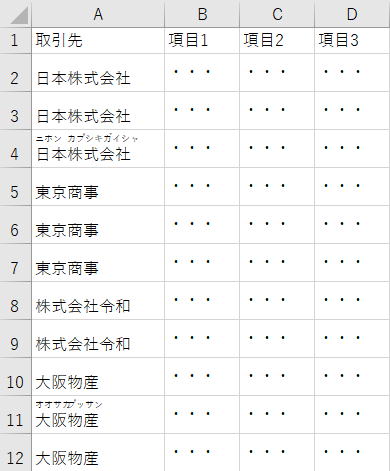 A B C D
1 取引先 項目1 項目2 項目3
2 日本株式会社 ・・・ ・・・ ・・・
3 日本株式会社 ・・・ ・・・ ・・・
ニホン カブシキガイシャ
4 日本株式会社 ・・・ ・・・ ・・・
5 東京商事 ・・・ ・・・ ・・・
6 東京商事 ・・・ ・・・ ・・・
7 東京商事 ・・・ ・・・ ・・・
8 株式会社令和 ・・・ ・・・ ・・・
9 株式会社令和 ・・・ ・・・ ・・・
10 大阪物産 ・・・ ・・・ ・・・
オオサカブッサン
11 大阪物産 ・・・ ・・・ ・・・
12 大阪物産 ・・・ ・・・ ・・・